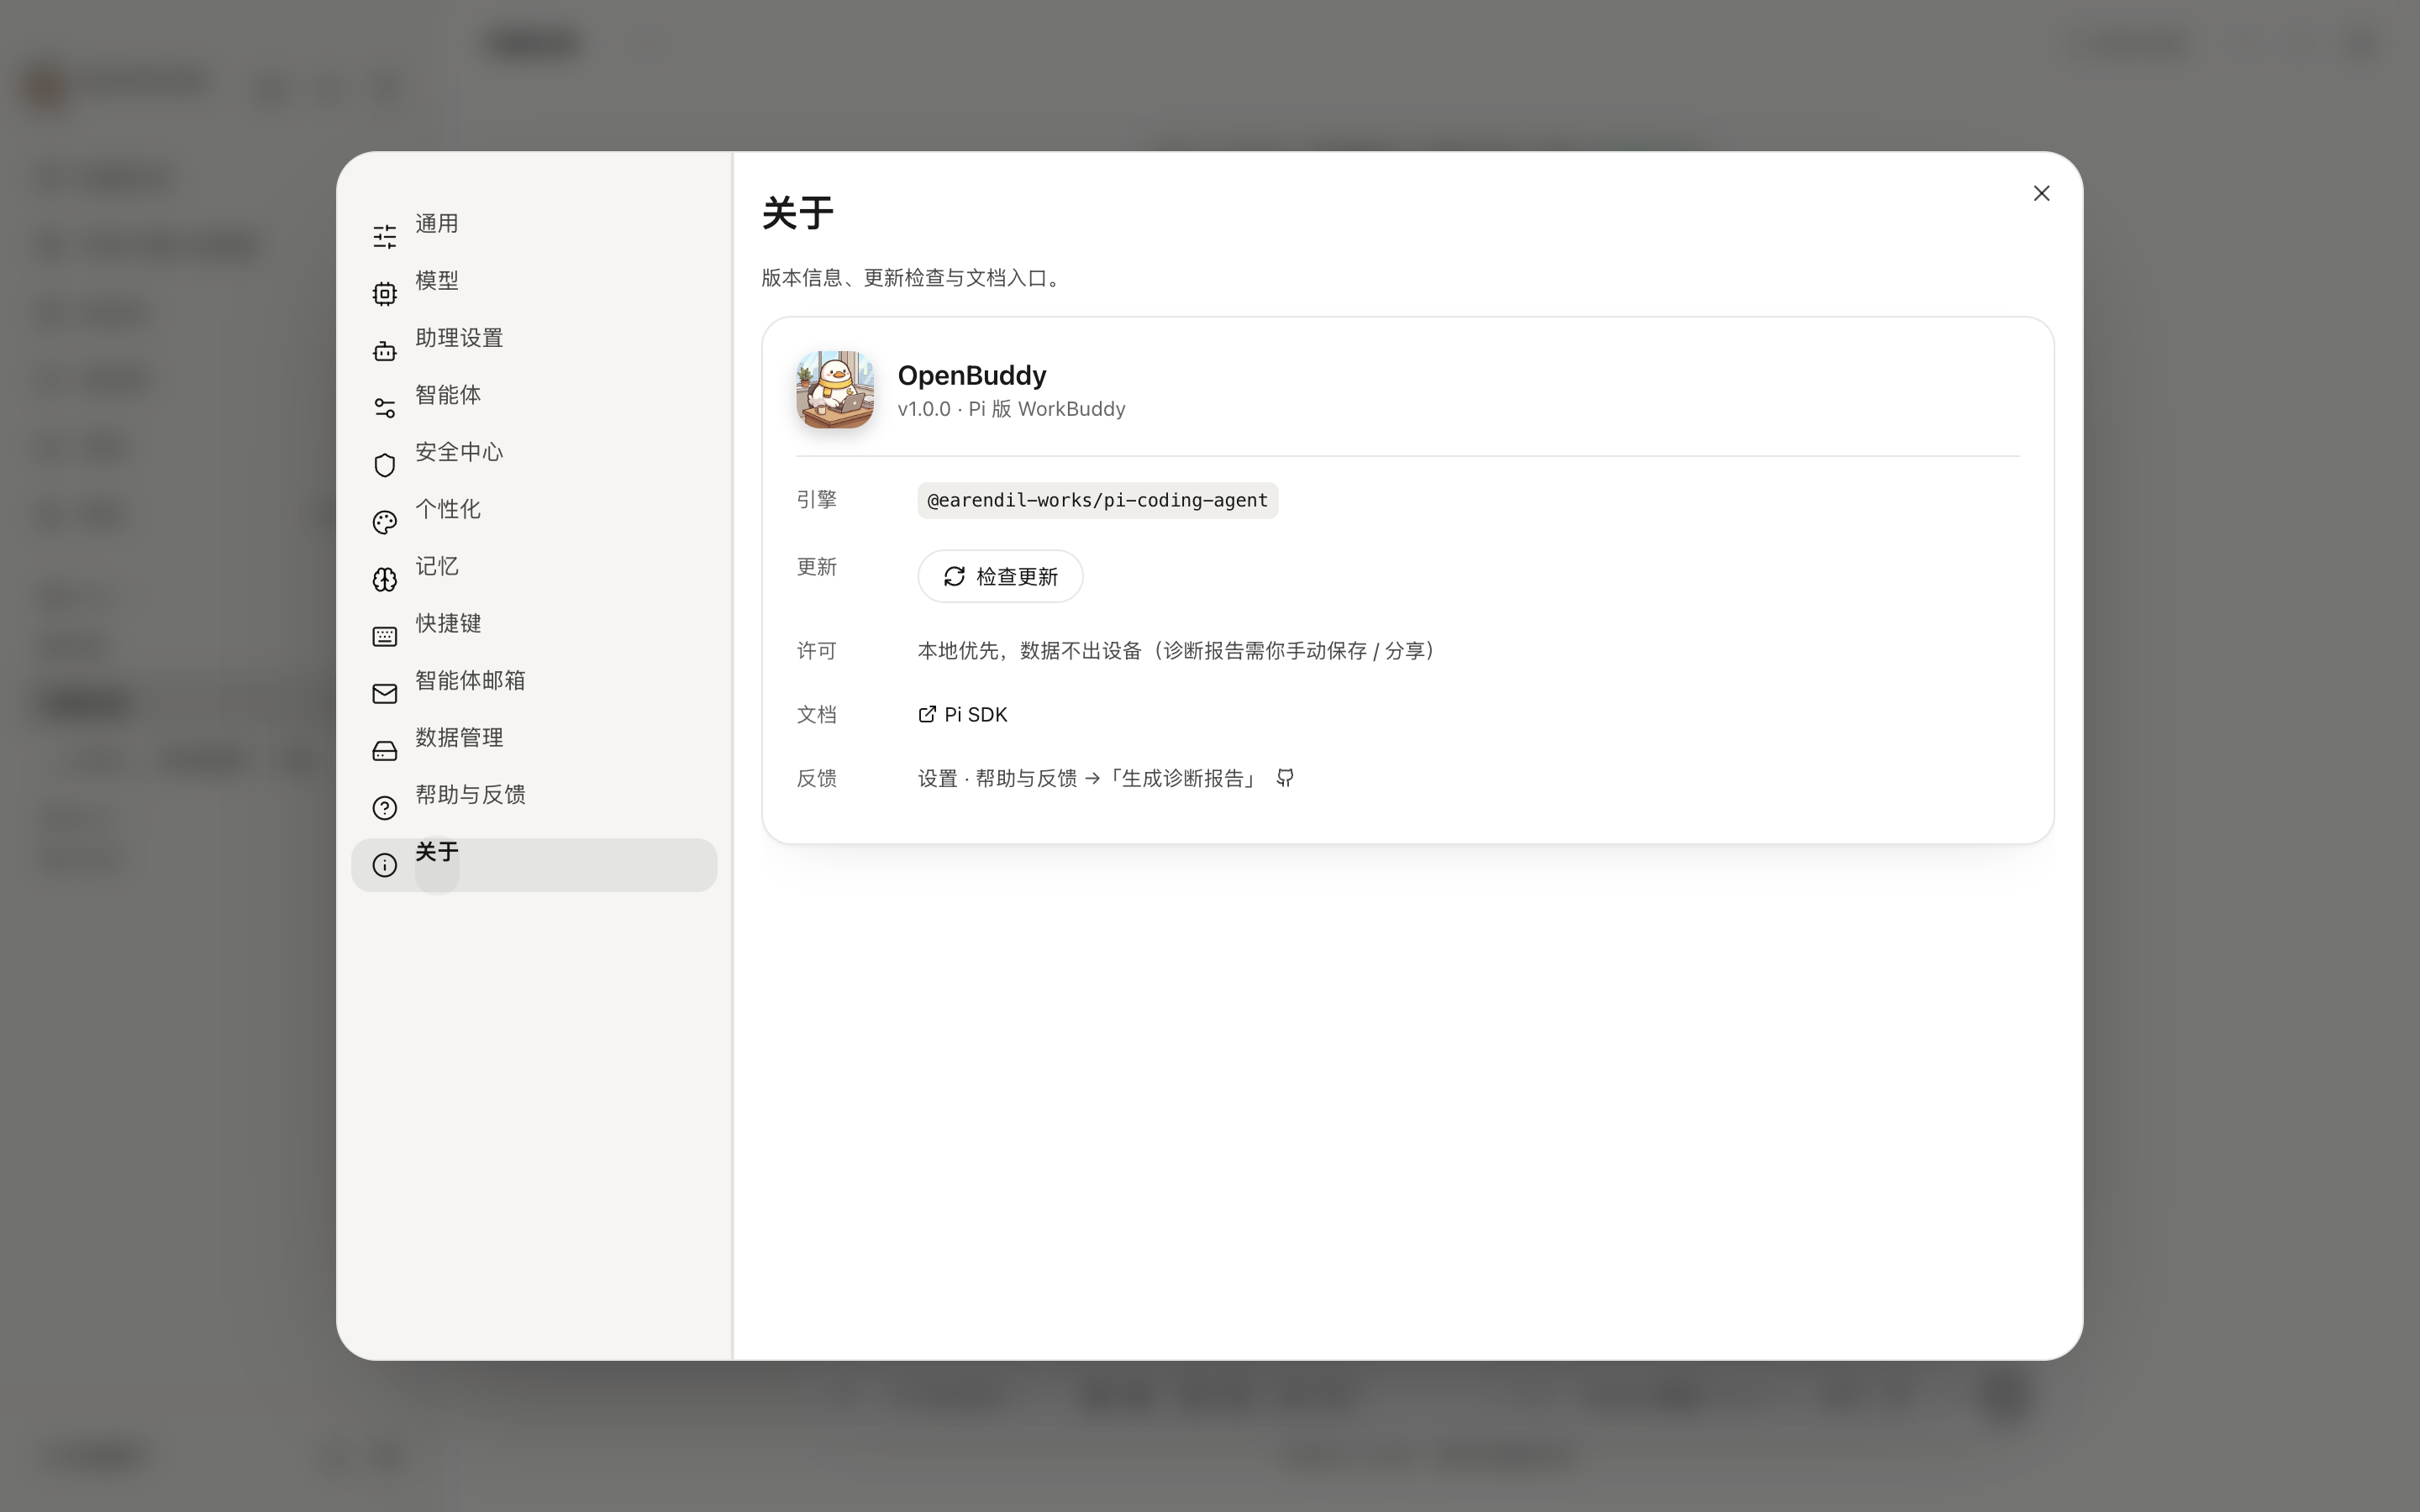 通用
模型
助理设置
智能体
安全中心
个性化
记忆
快捷键
智能体邮箱
数据管理
帮助与反馈
关于
关于
版本信息、更新检查与文档入口。
OpenBuddy
v1.0.0 · Pi 版 WorkBuddy
引擎 @earendil-works/pi-coding-agent
更新 检查更新
许可 本地优先，数据不出设备（诊断报告需你手动保存 / 分享）
文档 Pi SDK
反馈 设置 · 帮助与反馈 →「生成诊断报告」